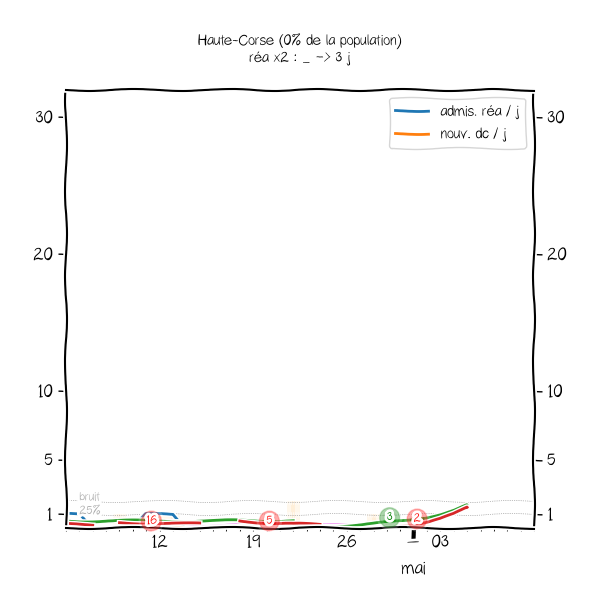 Haute-Corse (0% de la population)
réa x2 : _ -> 3 j
admis. réa / j
nouv. dc / j
30 30
20 20
10 10
5 5
bruit
25%
1 1
16 5 3 2
12 19 26 03
mai